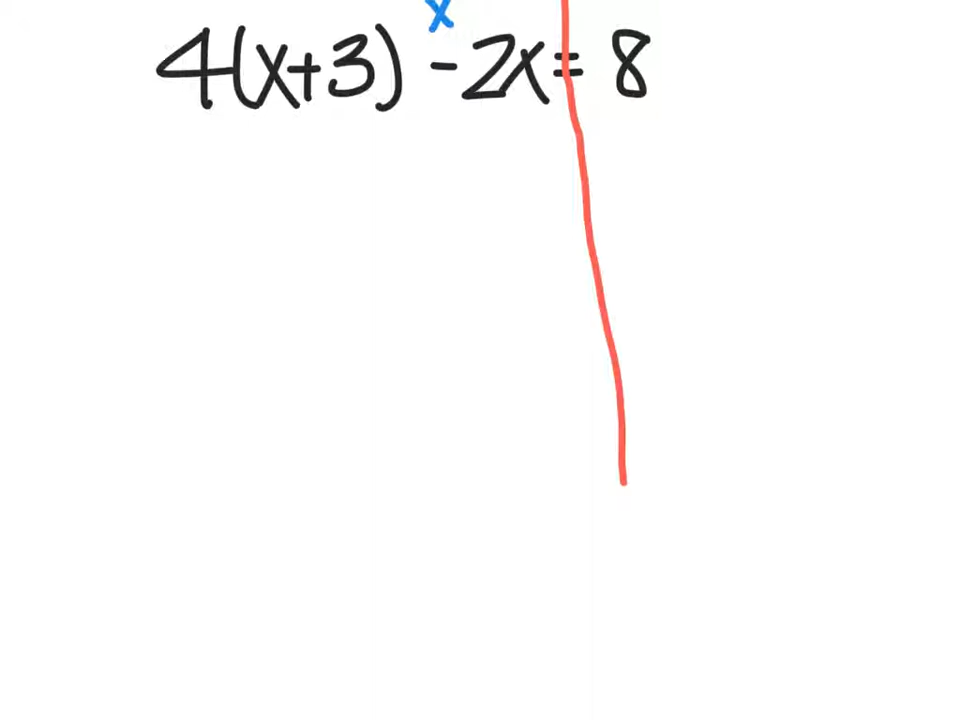 x
4(x+3) - 2x = 8